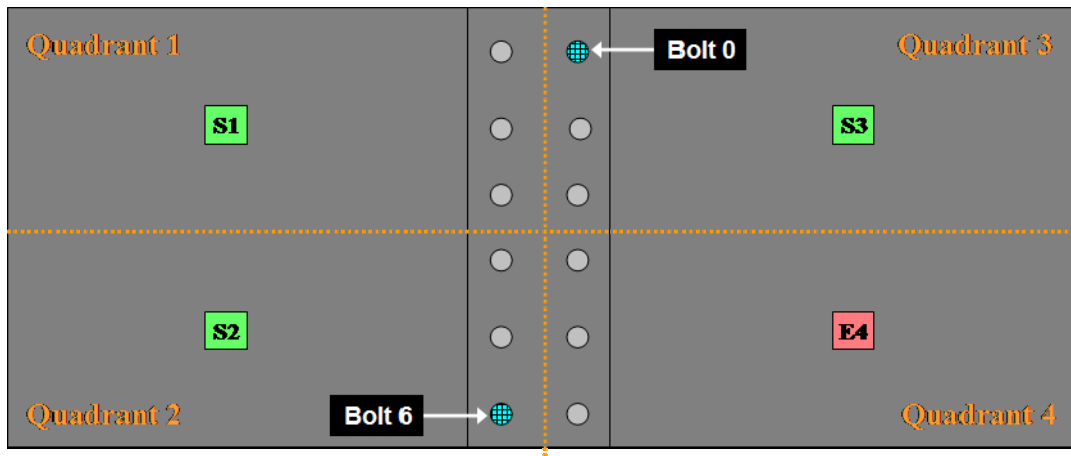 Quadrant 1
Bolt 0
Quadrant 3
S1
S3
S2
E4
Quadrant 2
Bolt 6
Quadrant 4